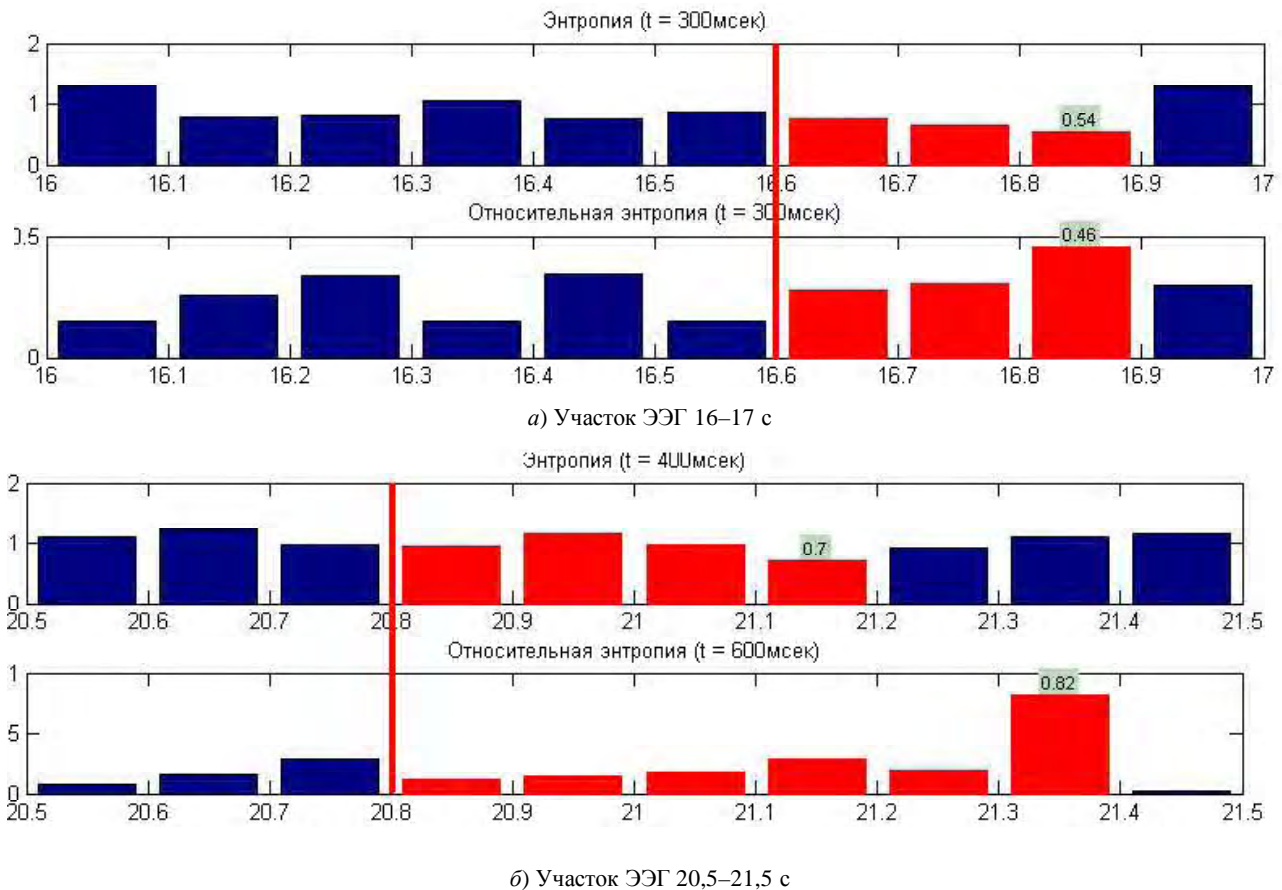 Энтропия (t = 300мсек)
2
1
0
0.54
16 16.1 16.2 16.3 16.4 16.5 16.6 16.7 16.8 16.9 17
Относительная энтропия (t = 300мсек)
0.5
0
0.46
16 16.1 16.2 16.3 16.4 16.5 16.6 16.7 16.8 16.9 17
а) Участок ЭЭГ 16–17 с
Энтропия (t = 400мсек)
2
1
0
0.7
20.5 20.6 20.7 20.8 20.9 21 21.1 21.2 21.3 21.4 21.5
Относительная энтропия (t = 600мсек)
1
5
0
0.82
20.5 20.6 20.7 20.8 20.9 21 21.1 21.2 21.3 21.4 21.5
б) Участок ЭЭГ 20,5–21,5 с